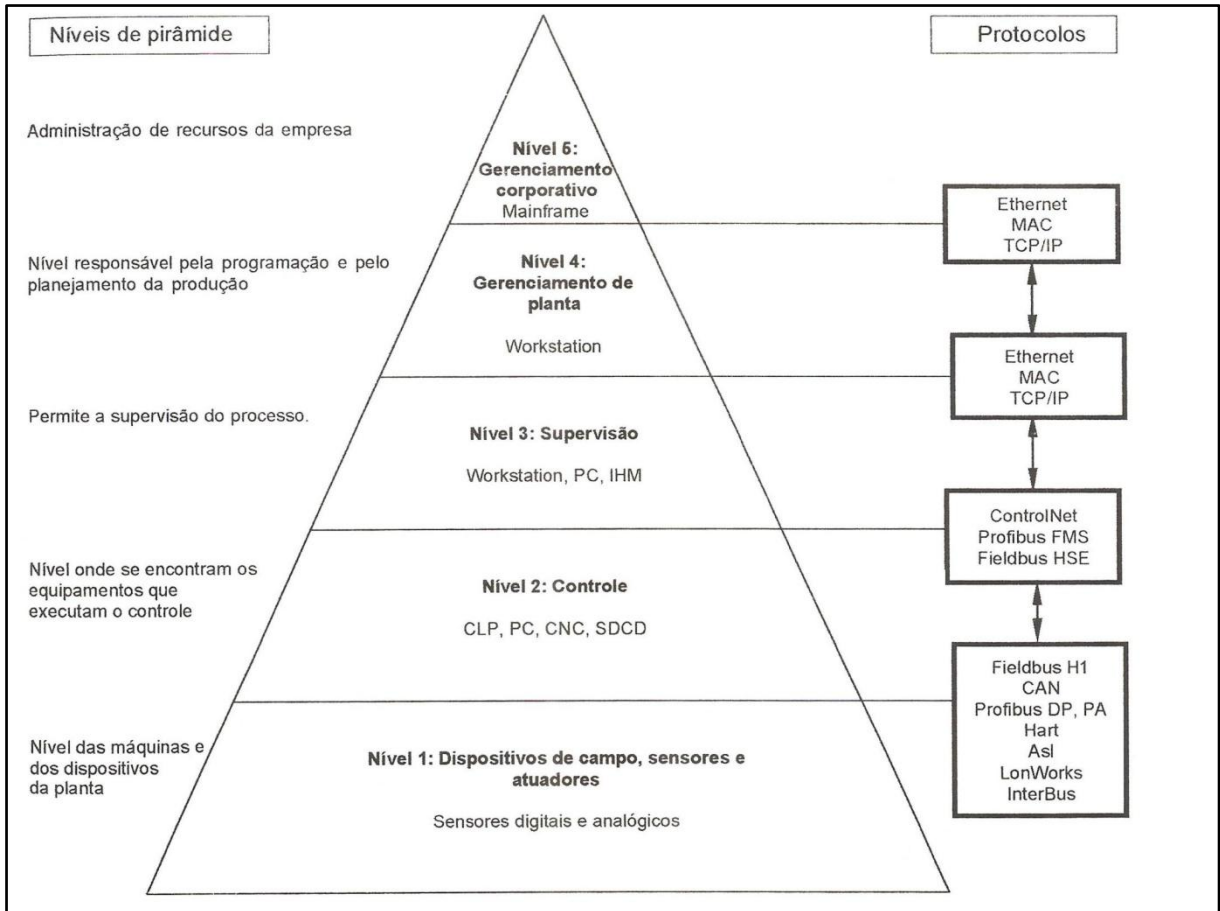 Níveis de pirâmide
Protocolos
Administração de recursos da empresa
Nível 5:
Gerenciamento
corporativo
Mainframe
Ethernet
MAC
TCP/IP
Nível responsável pela programação e pelo
planejamento da produção
Nível 4:
Gerenciamento de
planta
Workstation
Ethernet
MAC
TCP/IP
Permite a supervisão do processo.
Nível 3: Supervisão
Workstation, PC, IHM
ControlNet
Profibus FMS
Fieldbus HSE
Nível onde se encontram os
equipamentos que
executam o controle
Nível 2: Controle
CLP, PC, CNC, SDCD
Fieldbus H1
CAN
Profibus DP, PA
Hart
AsI
LonWorks
InterBus
Nível das máquinas e
dos dispositivos
da planta
Nível 1: Dispositivos de campo, sensores e
atuadores
Sensores digitais e analógicos